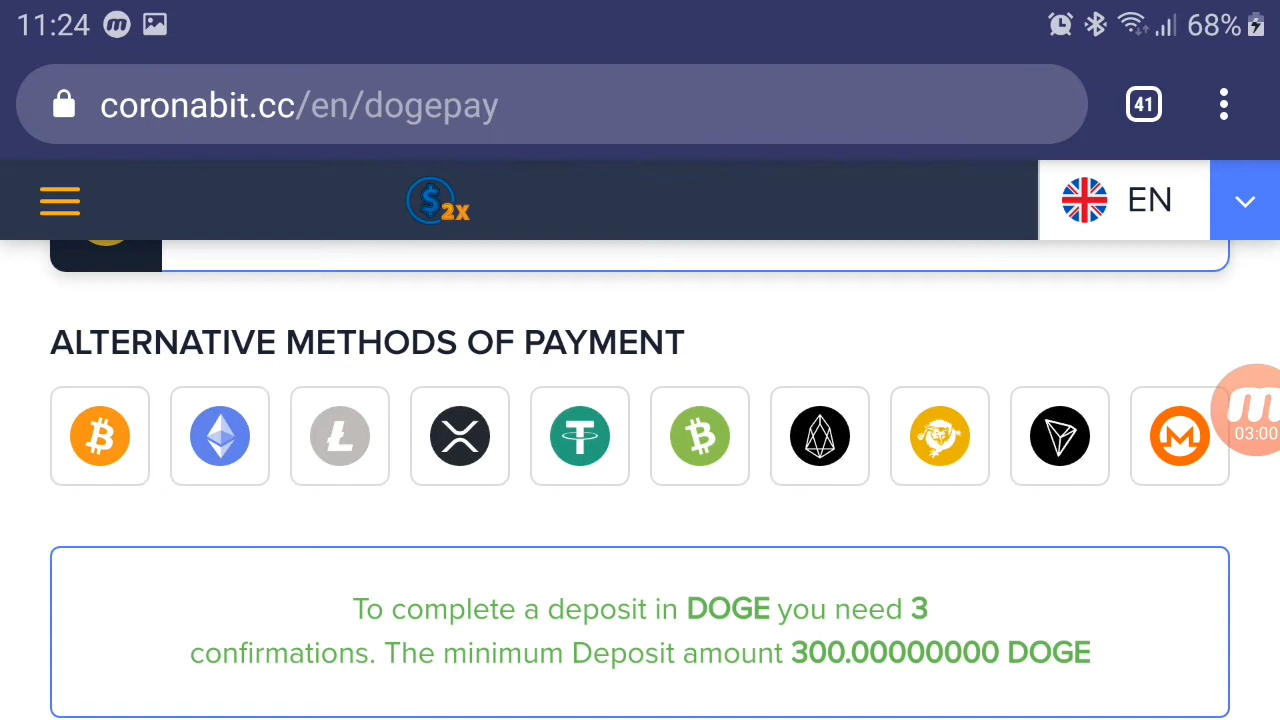 11:24 68%
coronabit.cc/en/dogepay 41
$ 2x EN
ALTERNATIVE METHODS OF PAYMENT
m
03:00
To complete a deposit in DOGE you need 3
confirmations. The minimum Deposit amount 300.00000000 DOGE